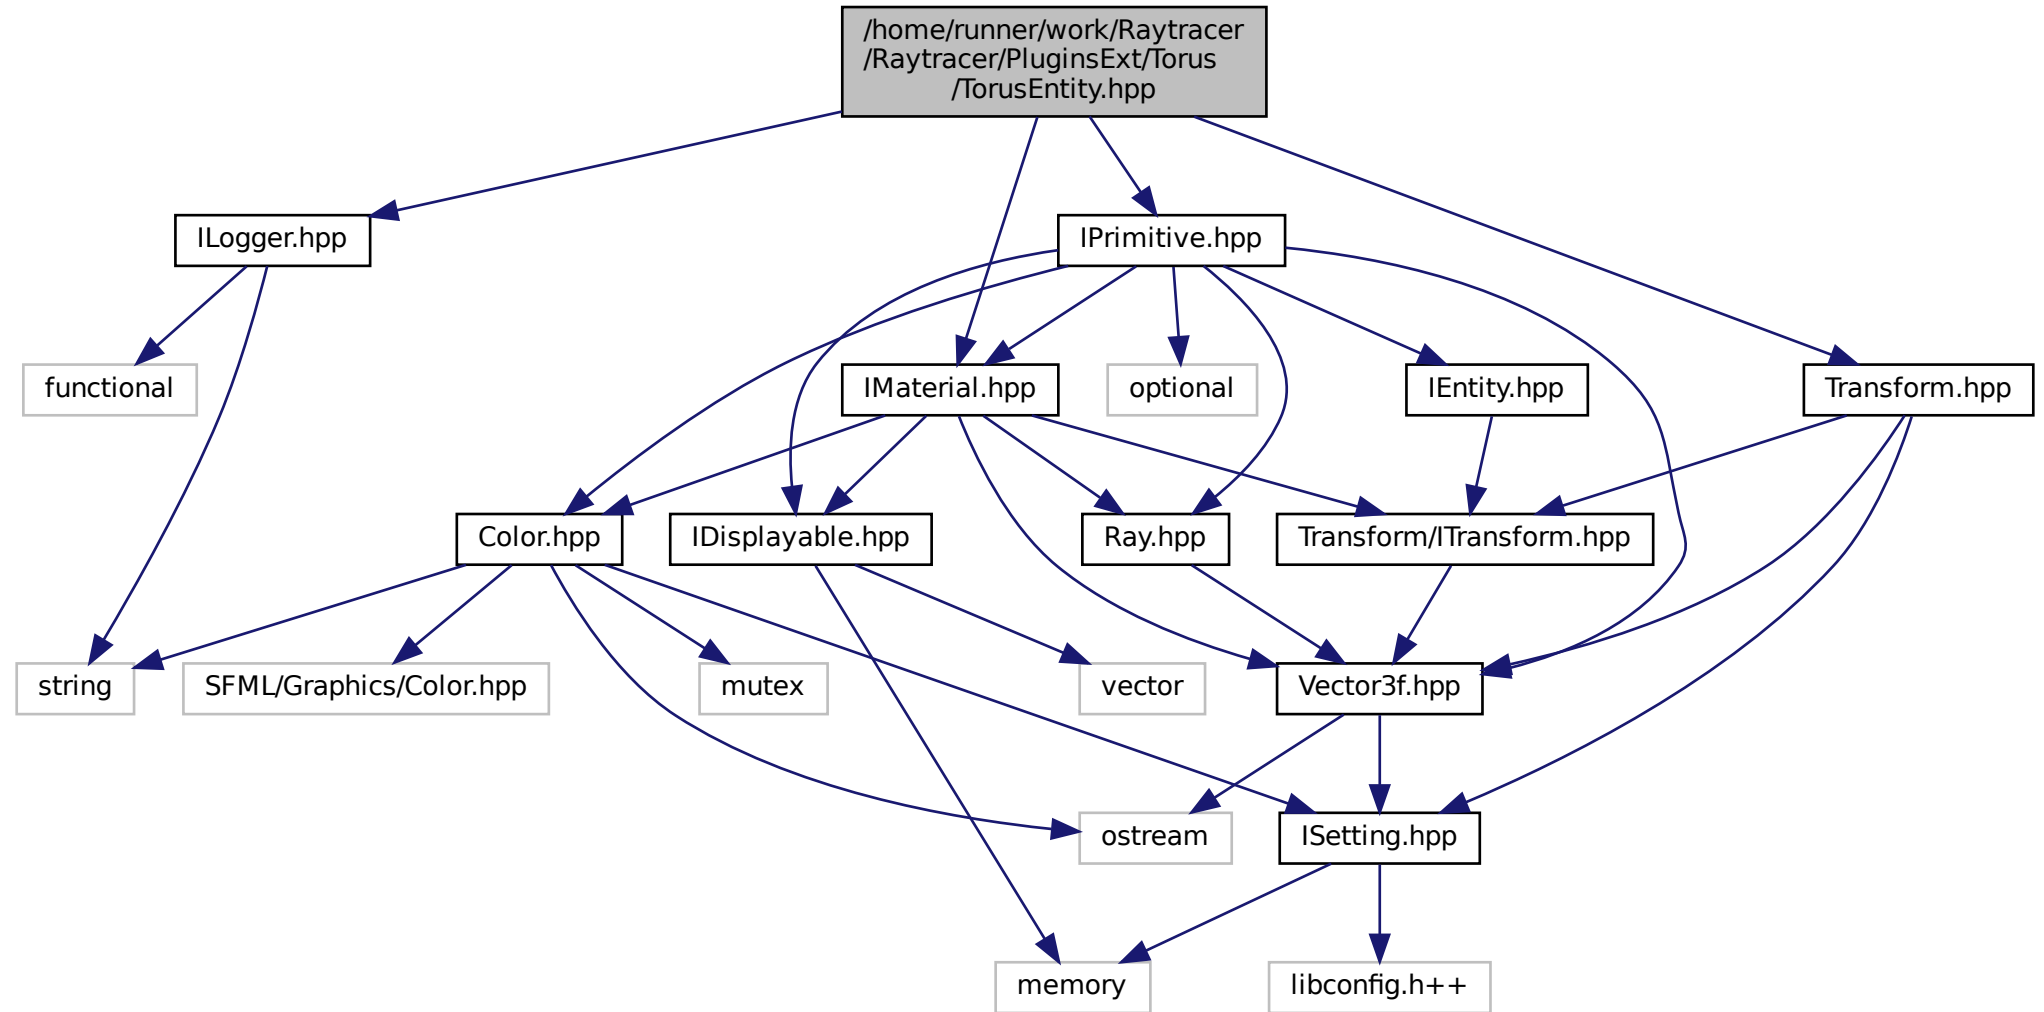 /home/runner/work/Raytracer
/Raytracer/PluginsExt/Torus
/TorusEntity.hpp
ILogger.hpp
IPrimitive.hpp
functional
IMaterial.hpp
optional
IEntity.hpp
Transform.hpp
Color.hpp
IDisplayable.hpp
Ray.hpp
Transform/ITransform.hpp
string
SFML/Graphics/Color.hpp
mutex
vector
Vector3f.hpp
ostream
ISetting.hpp
memory
libconfig.h++